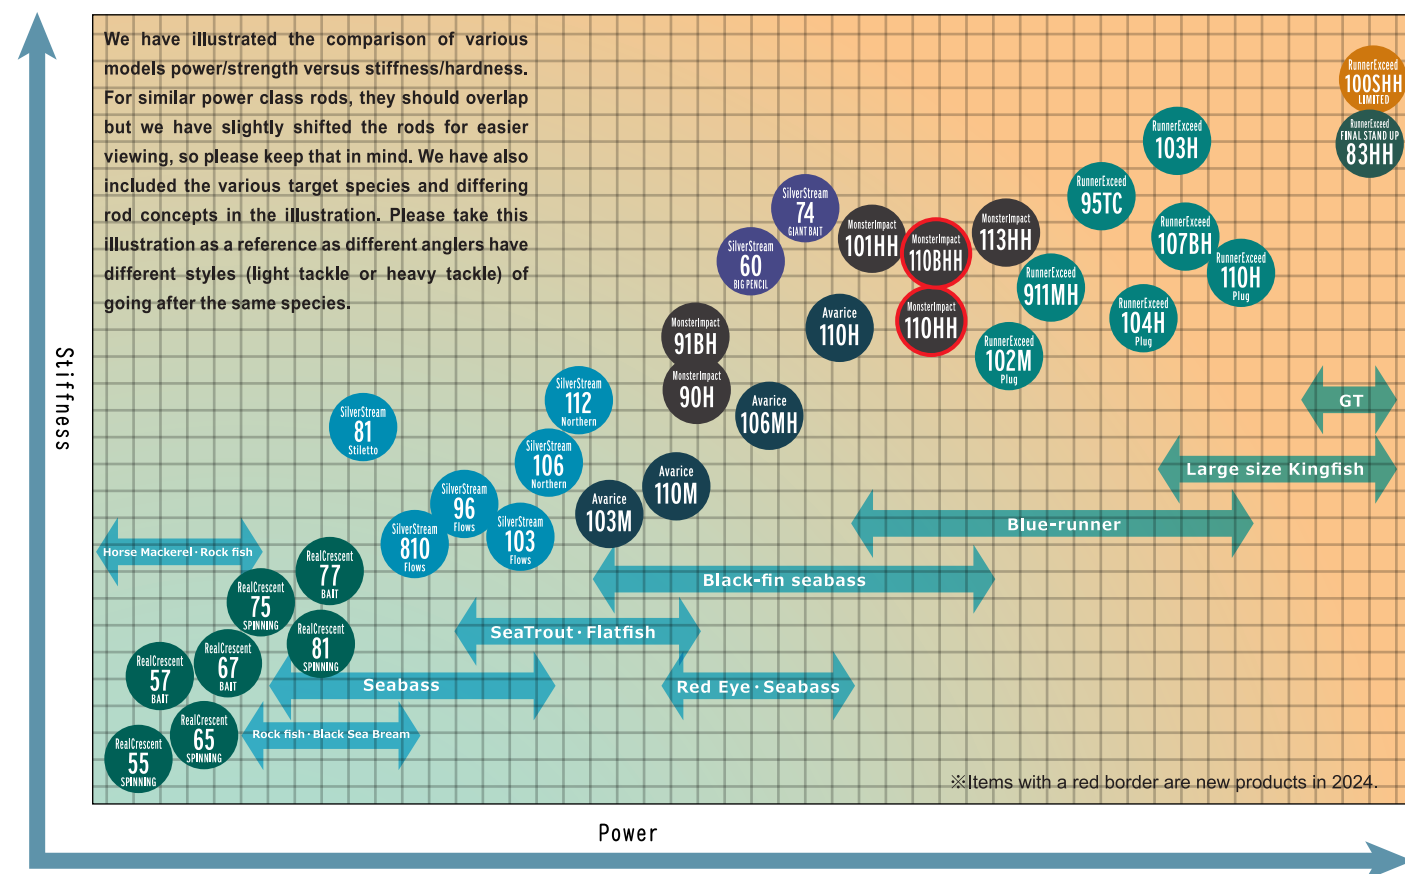 We have illustrated the comparison of various
models power/strength versus stiffness/hardness.
For similar power class rods, they should overlap
but we have slightly shifted the rods for easier
viewing, so please keep that in mind. We have also
included the various target species and differing
rod concepts in the illustration. Please take this
illustration as a reference as different anglers have
different styles (light tackle or heavy tackle) of
going after the same species.
RunnerExceed
100SHH
LIMITED
RunnerExceed
FINAL STAND UP
83HH
RunnerExceed
103H
RunnerExceed
95TC
SilverStream
74
GIANT BAIT
MonsterImpact
101HH
MonsterImpact
110BHH
MonsterImpact
113HH
RunnerExceed
107BH
RunnerExceed
110H
Plug
SilverStream
60
BIG PENCIL
RunnerExceed
911MH
RunnerExceed
104H
Plug
MonsterImpact
91BH
Avarice
110H
MonsterImpact
110HH
RunnerExceed
102M
Plug
MonsterImpact
90H
Avarice
106MH
SilverStream
112
Northern
SilverStream
81
Stiletto
SilverStream
106
Northern
Avarice
110M
SilverStream
96
Flows
Avarice
103M
SilverStream
103
Flows
SilverStream
810
Flows
RealCrescent
77
BAIT
RealCrescent
75
SPINNING
RealCrescent
81
SPINNING
RealCrescent
67
BAIT
RealCrescent
57
BAIT
RealCrescent
65
SPINNING
RealCrescent
55
SPINNING
GT
Large size Kingfish
Blue-runner
Horse Mackerel・Rock fish
Black-fin seabass
SeaTrout・Flatfish
Seabass
Red Eye・Seabass
Rock fish・Black Sea Bream
※Items with a red border are new products in 2024.
Stiffness
Power